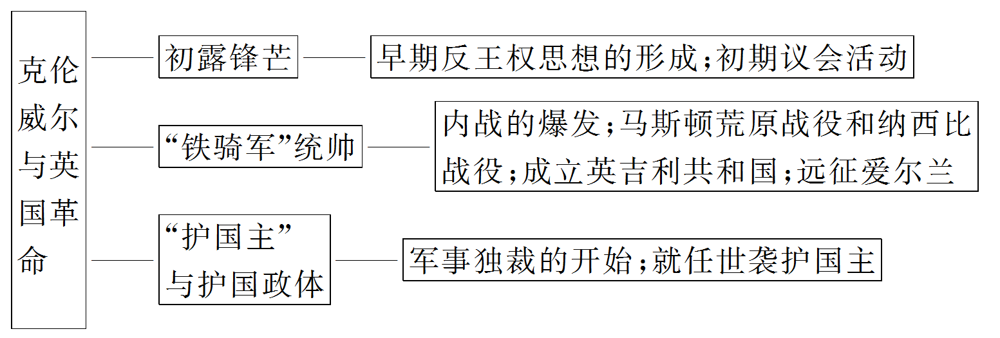 克伦
威尔
与英
国革
命
初露锋芒
早期反王权思想的形成;初期议会活动
“铁骑军”统帅
内战的爆发;马斯顿荒原战役和纳西比
战役;成立英吉利共和国;远征爱尔兰
“护国主”
与护国政体
军事独裁的开始;就任世袭护国主